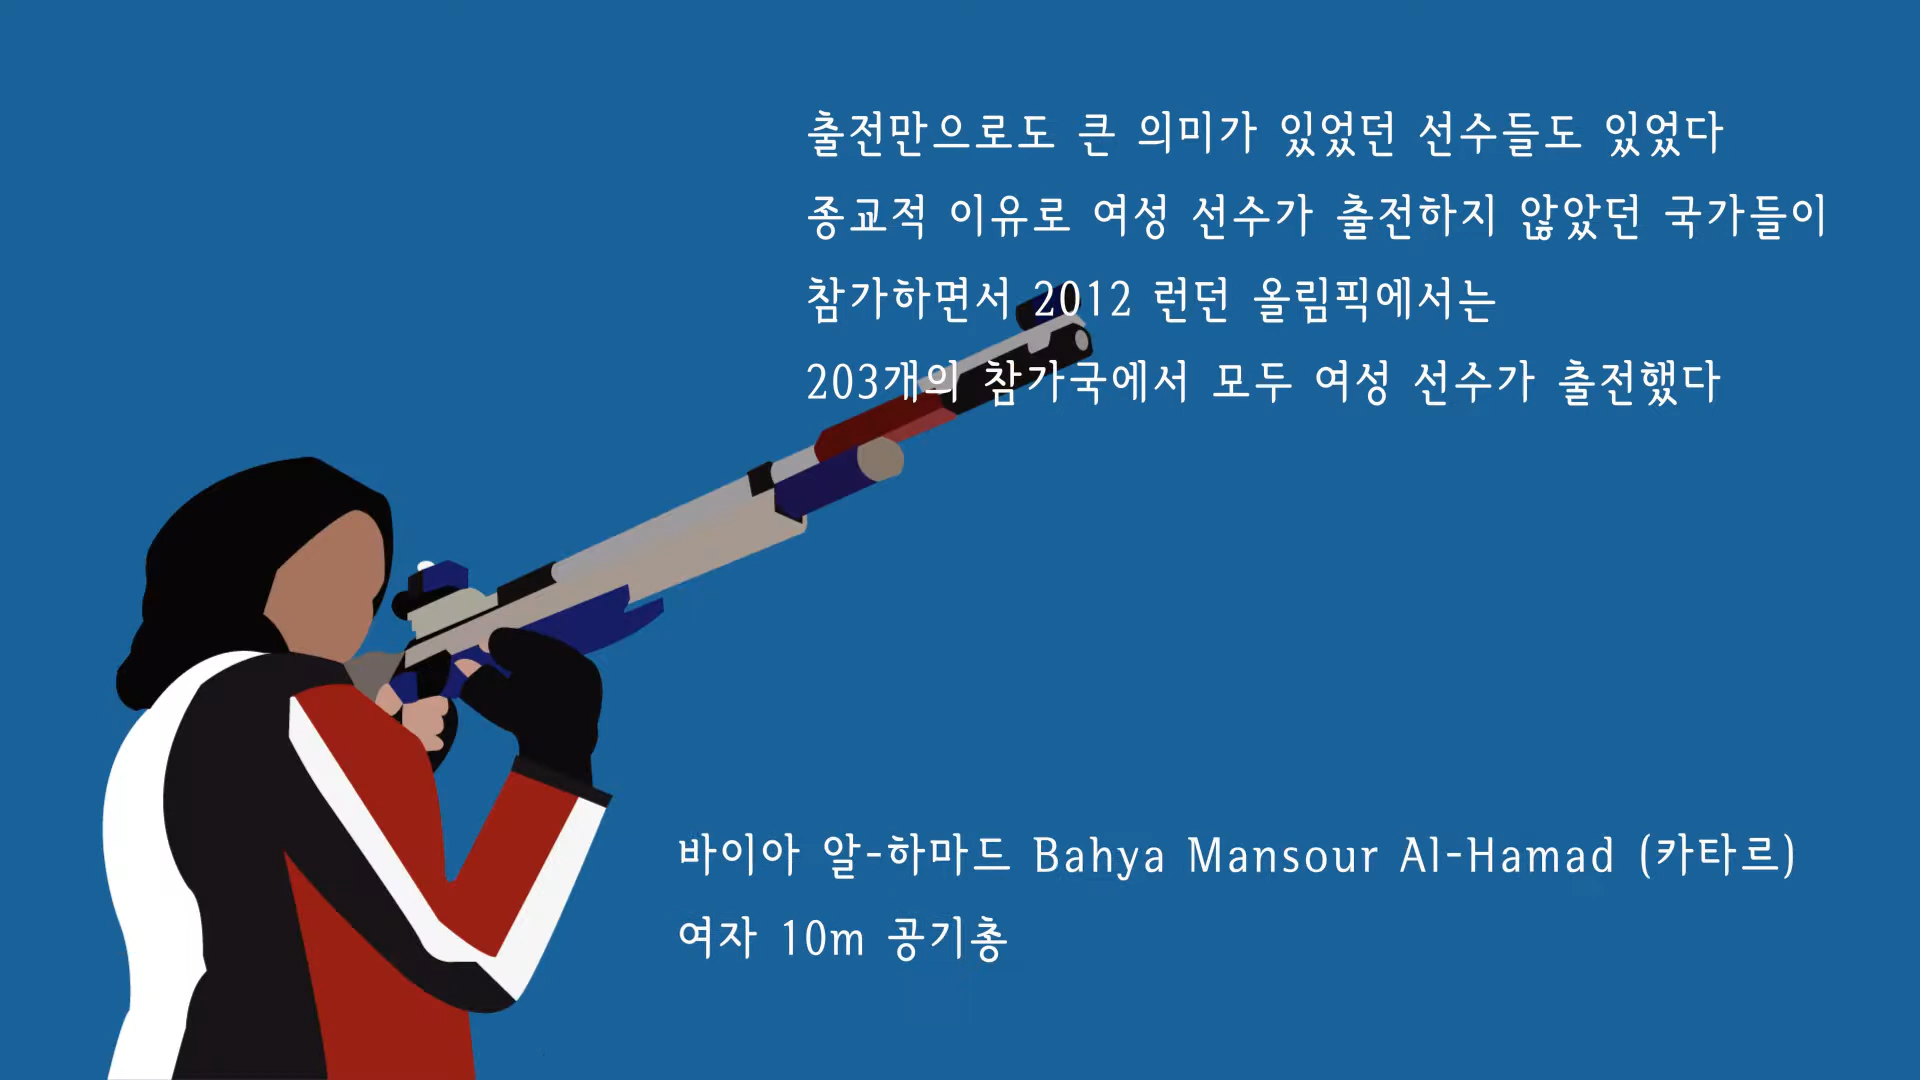 출전만으로도 큰 의미가 있었던 선수들도 있었다
종교적 이유로 여성 선수가 출전하지 않았던 국가들이
참가하면서 2012 런던 올림픽에서는
203개의 참가국에서 모두 여성 선수가 출전했다
바이아 알-하마드 Bahya Mansour Al-Hamad (카타르)
여자 10m 공기총